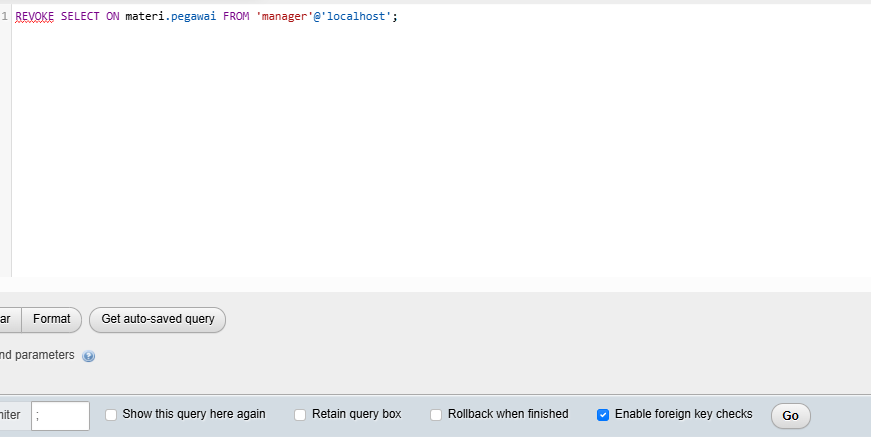 1 REVOKE SELECT ON materi.pegawai FROM 'manager'@'localhost';
ar Format Get auto-saved query
nd parameters
niter ; Show this query here again Retain query box Rollback when finished Enable foreign key checks Go